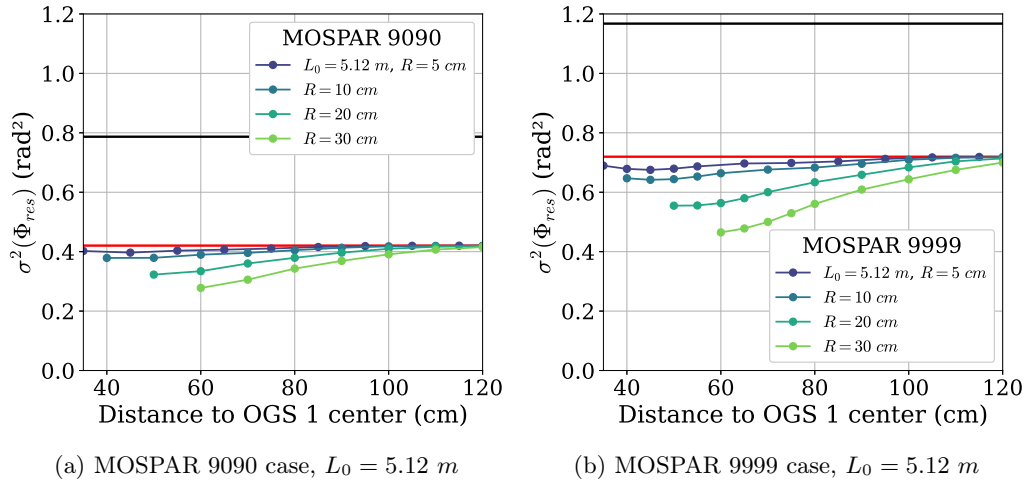 MOSPAR 9090
L₀ = 5.12 m, R = 5 cm
R = 10 cm
R = 20 cm
R = 30 cm
σ²(Φ_res) (rad²)
1.2
1.0
0.8
0.6
0.4
0.2
0.0
40 60 80 100 120
Distance to OGS 1 center (cm)
(a) MOSPAR 9090 case, L₀ = 5.12 m
MOSPAR 9999
L₀ = 5.12 m, R = 5 cm
R = 10 cm
R = 20 cm
R = 30 cm
σ²(Φ_res) (rad²)
1.2
1.0
0.8
0.6
0.4
0.2
0.0
40 60 80 100 120
Distance to OGS 1 center (cm)
(b) MOSPAR 9999 case, L₀ = 5.12 m